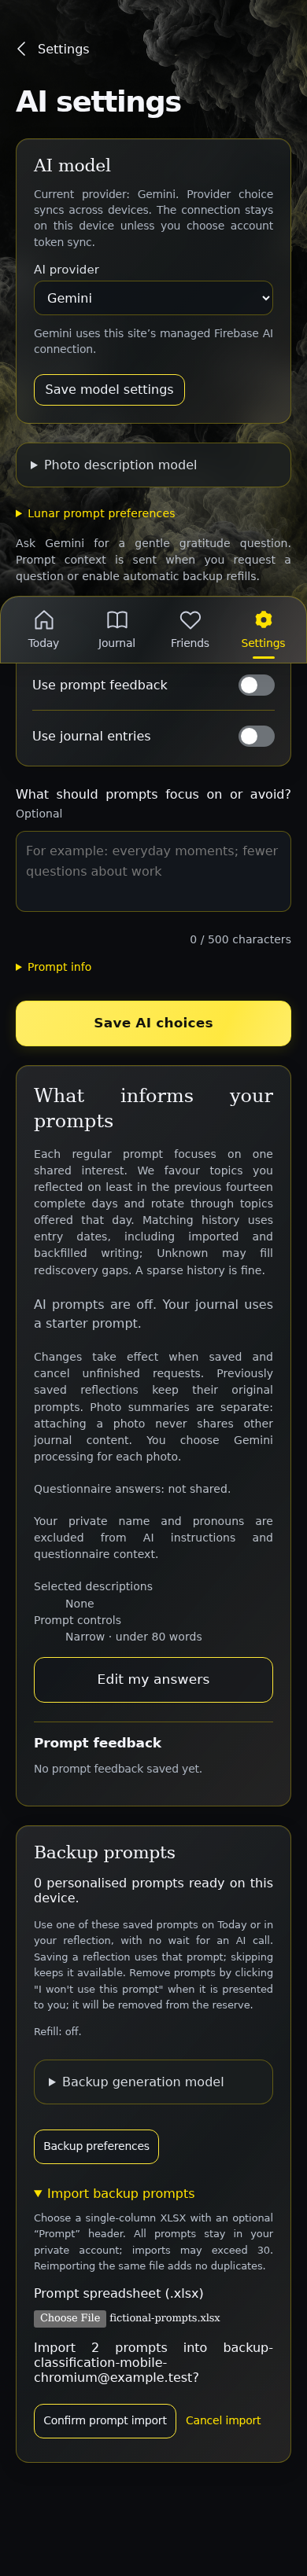 Settings
AI settings
AI model
Current provider: Gemini. Provider choice
syncs across devices. The connection stays
on this device unless you choose account
token sync.
AI provider
Gemini
Gemini uses this site’s managed Firebase AI
connection.
Save model settings
Photo description model
Lunar prompt preferences
Ask Gemini for a gentle gratitude question.
Prompt context is sent when you request a
question or enable automatic backup refills.
Today Journal Friends Settings
Use prompt feedback
Use journal entries
What should prompts focus on or avoid?
Optional
For example: everyday moments; fewer
questions about work
0 / 500 characters
Prompt info
Save AI choices
What informs your
prompts
Each regular prompt focuses on one
shared interest. We favour topics you
reflected on least in the previous fourteen
complete days and rotate through topics
offered that day. Matching history uses
entry dates, including imported and
backfilled writing; Unknown may fill
rediscovery gaps. A sparse history is fine.
AI prompts are off. Your journal uses
a starter prompt.
Changes take effect when saved and
cancel unfinished requests. Previously
saved reflections keep their original
prompts. Photo summaries are separate:
attaching a photo never shares other
journal content. You choose Gemini
processing for each photo.
Questionnaire answers: not shared.
Your private name and pronouns are
excluded from AI instructions and
questionnaire context.
Selected descriptions
None
Prompt controls
Narrow · under 80 words
Edit my answers
Prompt feedback
No prompt feedback saved yet.
Backup prompts
0 personalised prompts ready on this
device.
Use one of these saved prompts on Today or in
your reflection, with no wait for an AI call.
Saving a reflection uses that prompt; skipping
keeps it available. Remove prompts by clicking
"I won't use this prompt" when it is presented
to you; it will be removed from the reserve.
Refill: off.
Backup generation model
Backup preferences
Import backup prompts
Choose a single-column XLSX with an optional
“Prompt” header. All prompts stay in your
private account; imports may exceed 30.
Reimporting the same file adds no duplicates.
Prompt spreadsheet (.xlsx)
Choose File fictional-prompts.xlsx
Import 2 prompts into backup-
classification-mobile-
chromium@example.test?
Confirm prompt import Cancel import